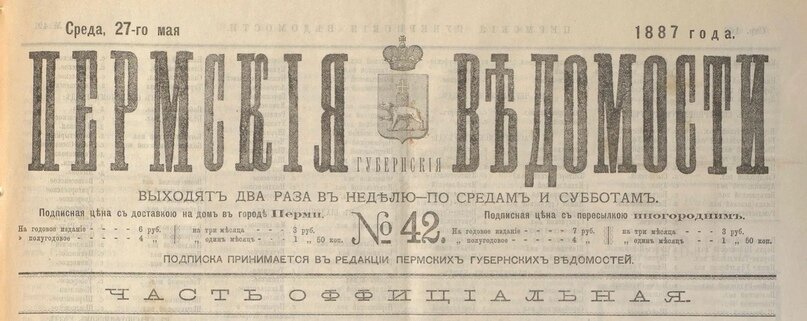 Среда, 27-го мая
1887 года.
ПЕРМСКІЯ ГУБЕРНСКІЯ ВѢДОМОСТИ
ВЫХОДЯТЪ ДВА РАЗА ВЪ НЕДѢЛЮ—ПО СРЕДАМЪ И СУББОТАМЪ.
Подписная цѣна съ доставкою на домъ въ городѣ Перми.
На годовое изданіе - - - 6 руб. на три мѣсяца - - - 3 руб.
„ полугодовое - - - 4 „ „ одинъ мѣсяцъ - - - 1 „ 50 коп.
№ 42.
Подписная цѣна съ пересылкою иногороднимъ.
На годовое изданіе - - - 7 руб. на три мѣсяца - - - 3 руб.
„ полугодовое - - - 4 „ „ одинъ мѣсяцъ - - - 1 „ 50 коп.
ПОДПИСКА ПРИНИМАЕТСЯ ВЪ РЕДАКЦІИ ПЕРМСКИХЪ ГУБЕРНСКИХЪ ВѢДОМОСТЕЙ.
ЧАСТЬ ОФФИЦІАЛЬНАЯ.